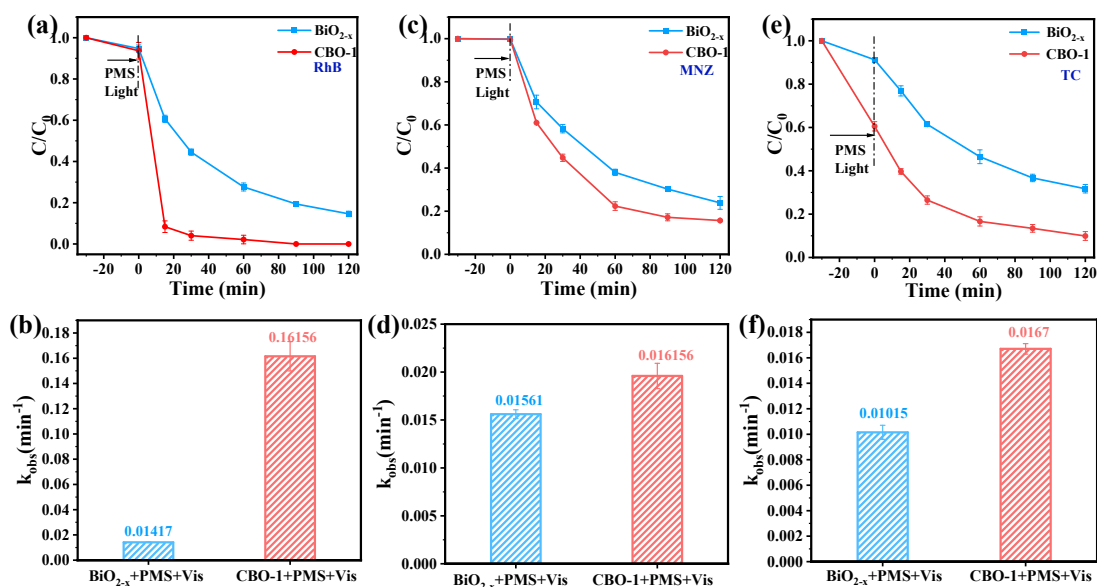 (a)
BiO2-x
CBO-1
RhB
PMS
Light
C/C0
1.0
0.8
0.6
0.4
0.2
0.0
-20 0 20 40 60 80 100 120
Time (min)
(c)
BiO2-x
CBO-1
MNZ
PMS
Light
C/C0
1.0
0.8
0.6
0.4
0.2
0.0
-20 0 20 40 60 80 100 120
Time (min)
(e)
BiO2-x
CBO-1
TC
PMS
Light
C/C0
1.0
0.8
0.6
0.4
0.2
0.0
-20 0 20 40 60 80 100 120
Time (min)
(b)
kobs(min-1)
0.18
0.16
0.14
0.12
0.10
0.08
0.06
0.04
0.02
0.00
0.01417
0.16156
BiO2-x+PMS+Vis CBO-1+PMS+Vis
(d)
kobs(min-1)
0.025
0.020
0.015
0.010
0.005
0.000
0.01561
0.016156
BiO2-x+PMS+Vis CBO-1+PMS+Vis
(f)
kobs(min-1)
0.018
0.016
0.014
0.012
0.010
0.008
0.006
0.004
0.002
0.000
0.01015
0.0167
BiO2-x+PMS+Vis CBO-1+PMS+Vis